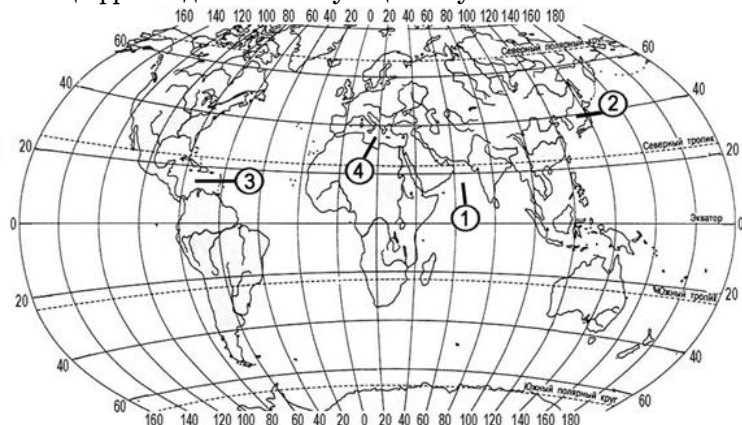 160 140 120 100 80 60 40 20 0 20 40 60 80 100 120 140 160 180
60 Северный полярный круг 60
40 2 40
20 4 Северный тропик 20
3 1
0 Экватор 0
20 Южный тропик 20
40 40
60 Южный полярный круг 60
160 140 120 100 80 60 40 20 0 20 40 60 80 100 120 140 160 180